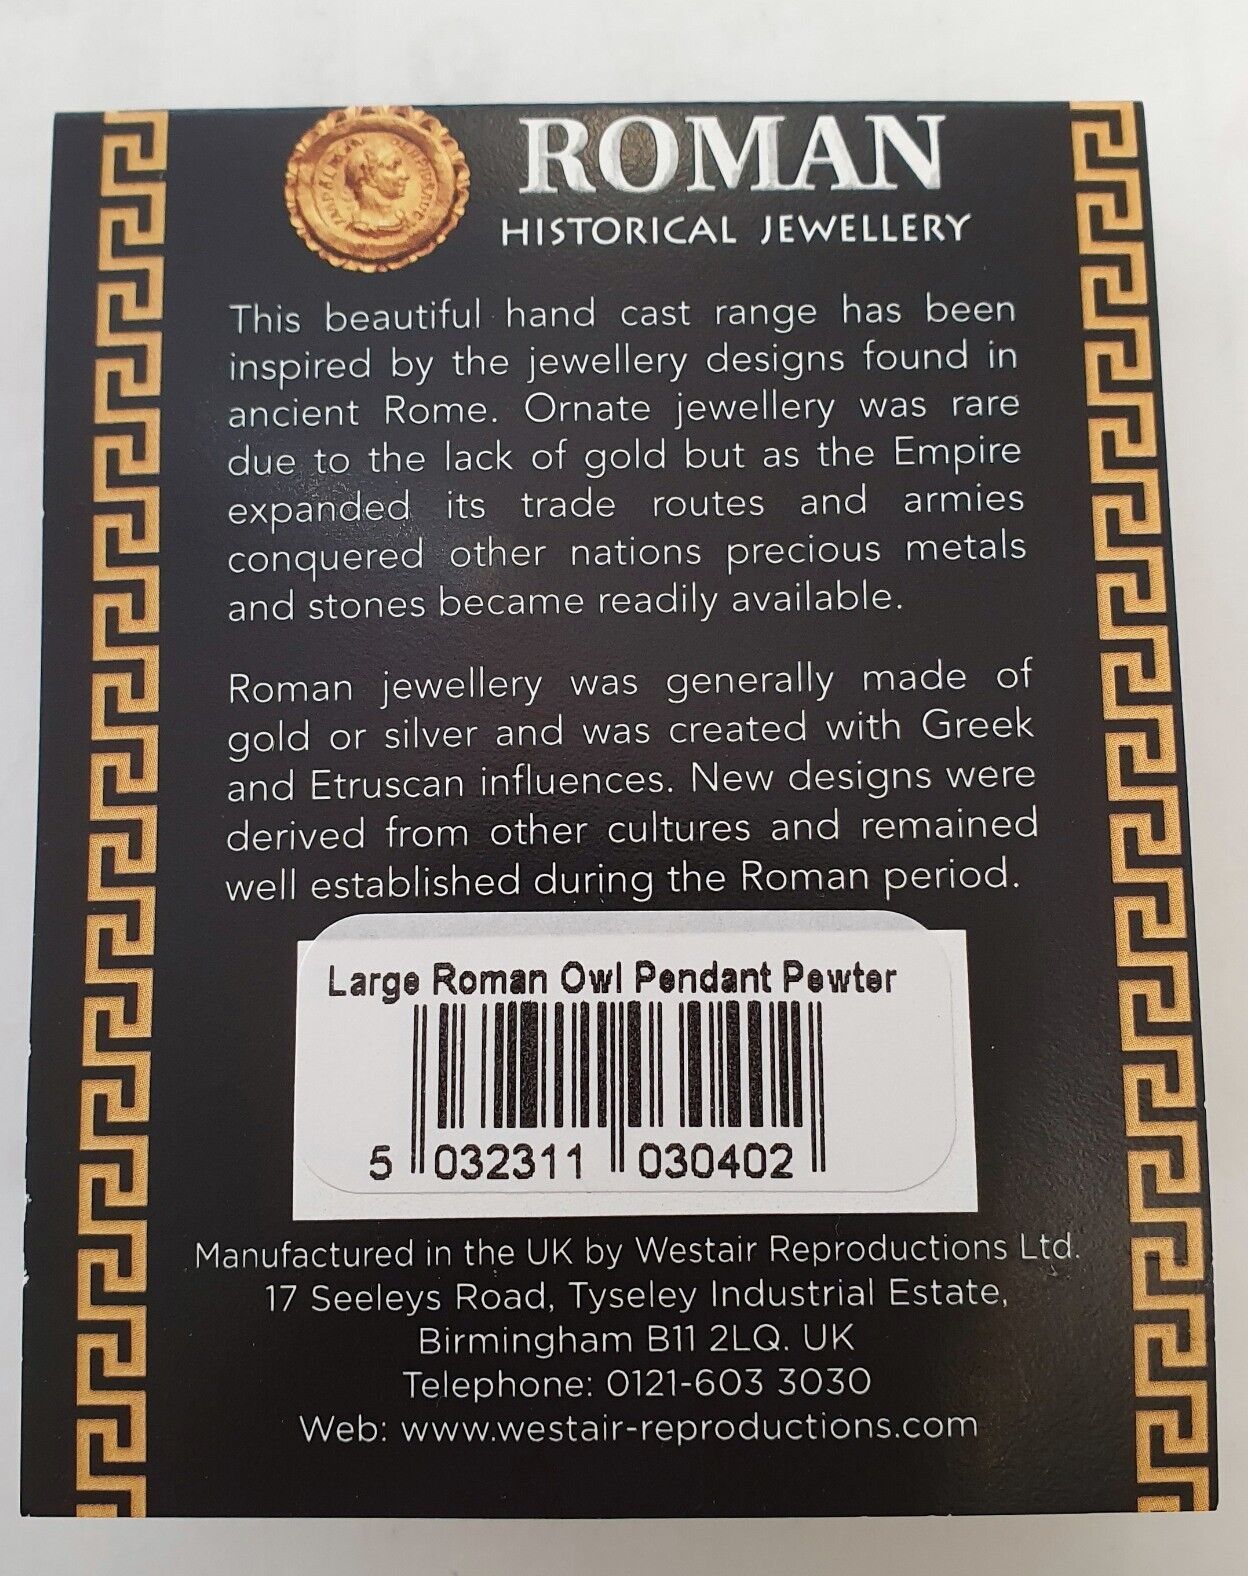 ROMAN
HISTORICAL JEWELLERY
This beautiful hand cast range has been
inspired by the jewellery designs found in
ancient Rome. Ornate jewellery was rare
due to the lack of gold but as the Empire
expanded its trade routes and armies
conquered other nations precious metals
and stones became readily available.
Roman jewellery was generally made of
gold or silver and was created with Greek
and Etruscan influences. New designs were
derived from other cultures and remained
well established during the Roman period.
Large Roman Owl Pendant Pewter
5 032311 030402
Manufactured in the UK by Westair Reproductions Ltd.
17 Seeleys Road, Tyseley Industrial Estate,
Birmingham B11 2LQ. UK
Telephone: 0121-603 3030
Web: www.westair-reproductions.com